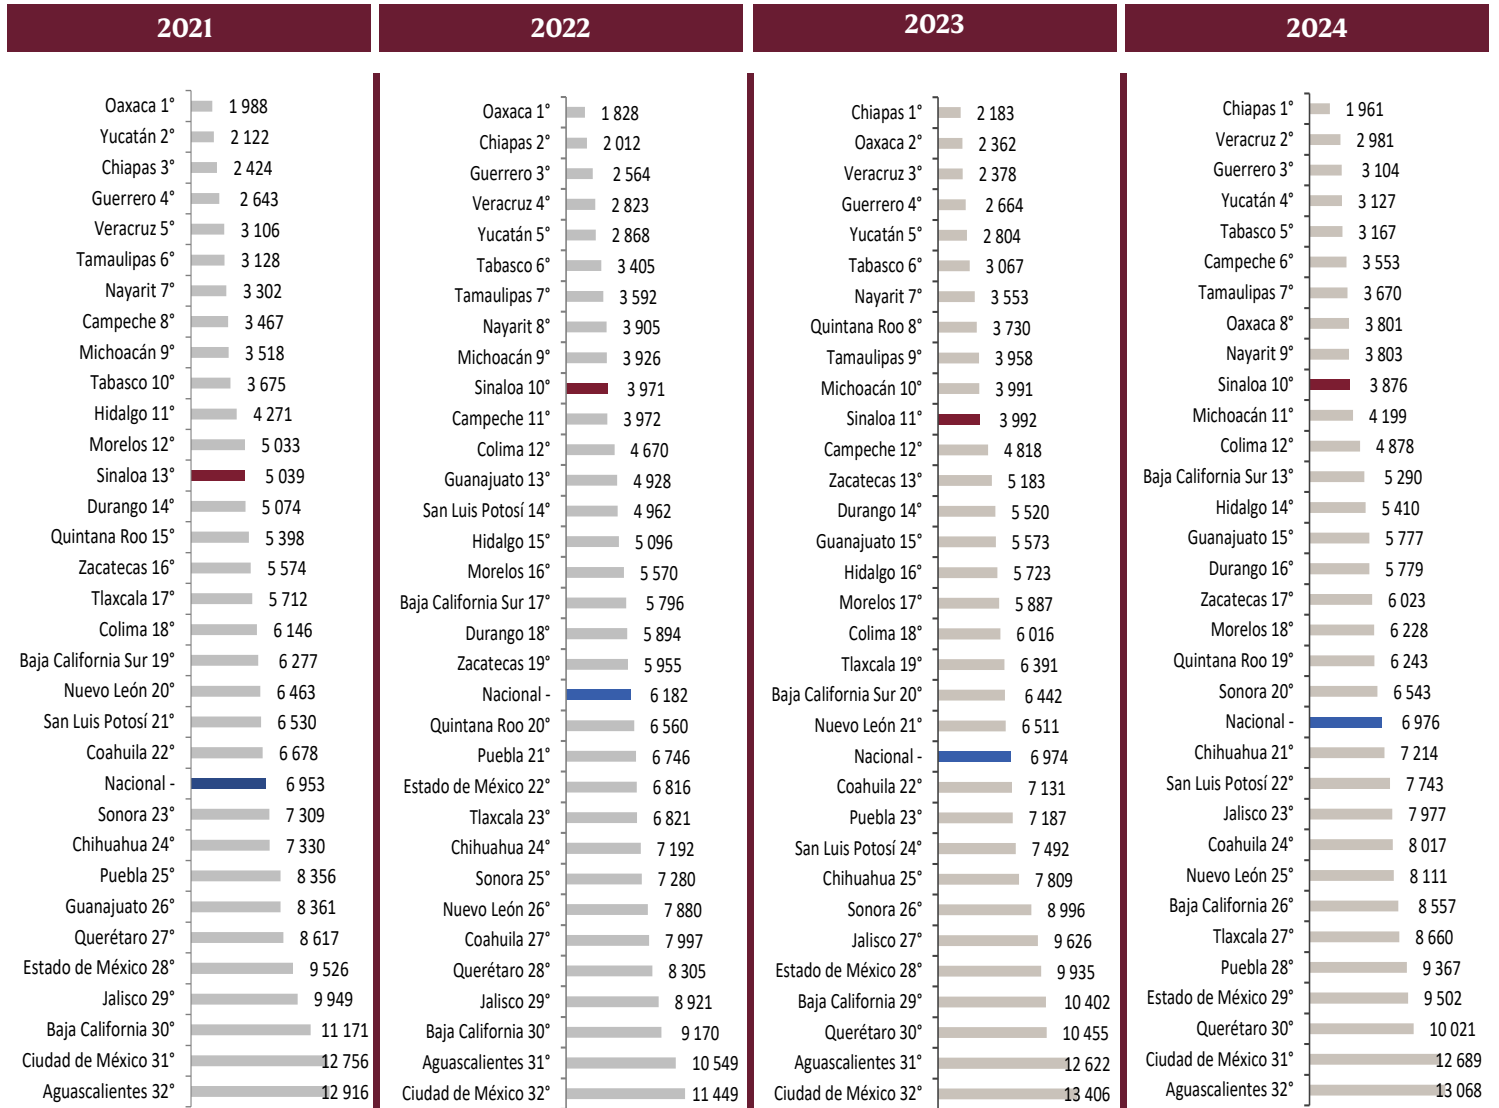 2021
Oaxaca 1° 1 988
Yucatán 2° 2 122
Chiapas 3° 2 424
Guerrero 4° 2 643
Veracruz 5° 3 106
Tamaulipas 6° 3 128
Nayarit 7° 3 302
Campeche 8° 3 467
Michoacán 9° 3 518
Tabasco 10° 3 675
Hidalgo 11° 4 271
Morelos 12° 5 033
Sinaloa 13° 5 039
Durango 14° 5 074
Quintana Roo 15° 5 398
Zacatecas 16° 5 574
Tlaxcala 17° 5 712
Colima 18° 6 146
Baja California Sur 19° 6 277
Nuevo León 20° 6 463
San Luis Potosí 21° 6 530
Coahuila 22° 6 678
Nacional - 6 953
Sonora 23° 7 309
Chihuahua 24° 7 330
Puebla 25° 8 356
Guanajuato 26° 8 361
Querétaro 27° 8 617
Estado de México 28° 9 526
Jalisco 29° 9 949
Baja California 30° 11 171
Ciudad de México 31° 12 756
Aguascalientes 32° 12 916
2022
Oaxaca 1° 1 828
Chiapas 2° 2 012
Guerrero 3° 2 564
Veracruz 4° 2 823
Yucatán 5° 2 868
Tabasco 6° 3 405
Tamaulipas 7° 3 592
Nayarit 8° 3 905
Michoacán 9° 3 926
Sinaloa 10° 3 971
Campeche 11° 3 972
Colima 12° 4 670
Guanajuato 13° 4 928
San Luis Potosí 14° 4 962
Hidalgo 15° 5 096
Morelos 16° 5 570
Baja California Sur 17° 5 796
Durango 18° 5 894
Zacatecas 19° 5 955
Nacional - 6 182
Quintana Roo 20° 6 560
Puebla 21° 6 746
Estado de México 22° 6 816
Tlaxcala 23° 6 821
Chihuahua 24° 7 192
Sonora 25° 7 280
Nuevo León 26° 7 880
Coahuila 27° 7 997
Querétaro 28° 8 305
Jalisco 29° 8 921
Baja California 30° 9 170
Aguascalientes 31° 10 549
Ciudad de México 32° 11 449
2023
Chiapas 1° 2 183
Oaxaca 2° 2 362
Veracruz 3° 2 378
Guerrero 4° 2 664
Yucatán 5° 2 804
Tabasco 6° 3 067
Nayarit 7° 3 553
Quintana Roo 8° 3 730
Tamaulipas 9° 3 958
Michoacán 10° 3 991
Sinaloa 11° 3 992
Campeche 12° 4 818
Zacatecas 13° 5 183
Durango 14° 5 520
Guanajuato 15° 5 573
Hidalgo 16° 5 723
Morelos 17° 5 887
Colima 18° 6 016
Tlaxcala 19° 6 391
Baja California Sur 20° 6 442
Nuevo León 21° 6 511
Nacional - 6 974
Coahuila 22° 7 131
Puebla 23° 7 187
San Luis Potosí 24° 7 492
Chihuahua 25° 7 809
Sonora 26° 8 996
Jalisco 27° 9 626
Estado de México 28° 9 935
Baja California 29° 10 402
Querétaro 30° 10 455
Aguascalientes 31° 12 622
Ciudad de México 32° 13 406
2024
Chiapas 1° 1 961
Veracruz 2° 2 981
Guerrero 3° 3 104
Yucatán 4° 3 127
Tabasco 5° 3 167
Campeche 6° 3 553
Tamaulipas 7° 3 670
Oaxaca 8° 3 801
Nayarit 9° 3 803
Sinaloa 10° 3 876
Michoacán 11° 4 199
Colima 12° 4 878
Baja California Sur 13° 5 290
Hidalgo 14° 5 410
Guanajuato 15° 5 777
Durango 16° 5 779
Zacatecas 17° 6 023
Morelos 18° 6 228
Quintana Roo 19° 6 243
Sonora 20° 6 543
Nacional - 6 976
Chihuahua 21° 7 214
San Luis Potosí 22° 7 743
Jalisco 23° 7 977
Coahuila 24° 8 017
Nuevo León 25° 8 111
Baja California 26° 8 557
Tlaxcala 27° 8 660
Puebla 28° 9 367
Estado de México 29° 9 502
Querétaro 30° 10 021
Ciudad de México 31° 12 689
Aguascalientes 32° 13 068